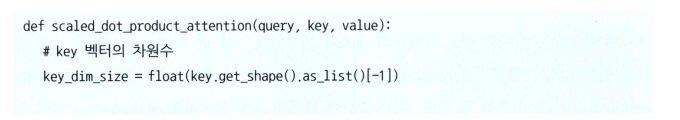 def scaled_dot_product_attention(query, key, value):
# key 벡터의 차원수
key_dim_size = float(key.get_shape().as_list()[-1])